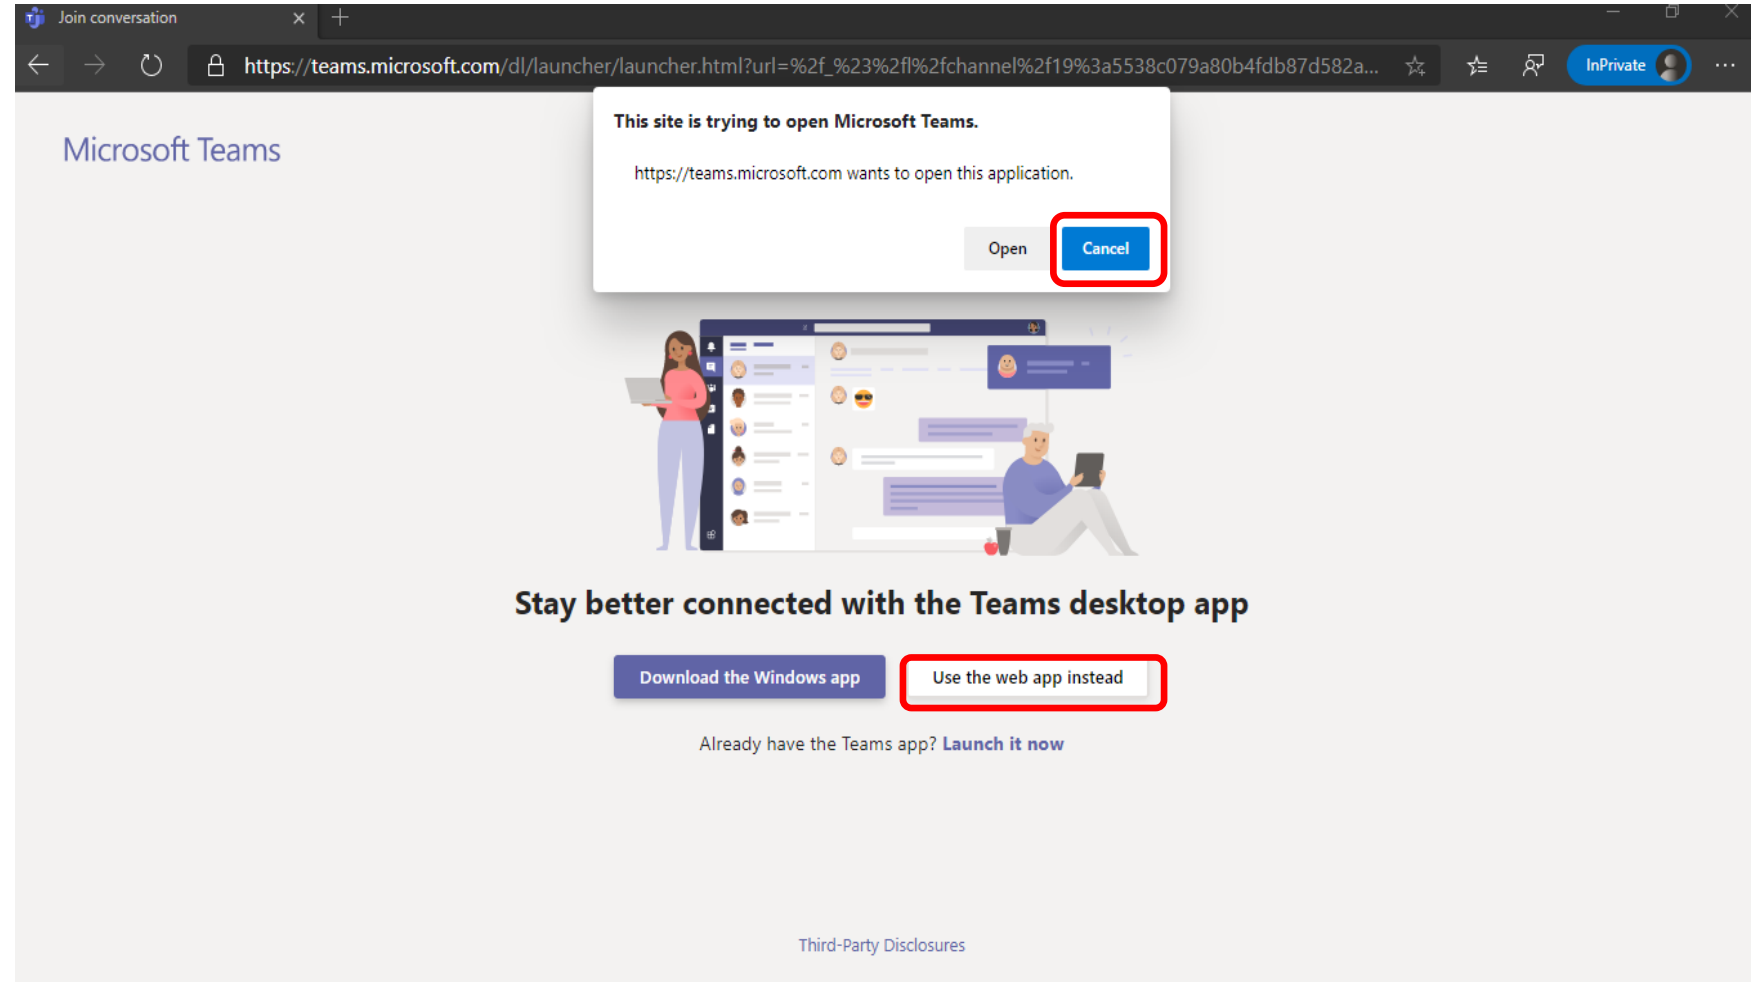 Join conversation
https://teams.microsoft.com/dl/launcher/launcher.html?url=%2f_%23%2fl%2fchannel%2f19%3a5538c079a80b4fdb87d582a...
InPrivate
This site is trying to open Microsoft Teams.
Microsoft Teams
https://teams.microsoft.com wants to open this application.
Open
Cancel
Stay better connected with the Teams desktop app
Download the Windows app
Use the web app instead
Already have the Teams app? Launch it now
Third-Party Disclosures